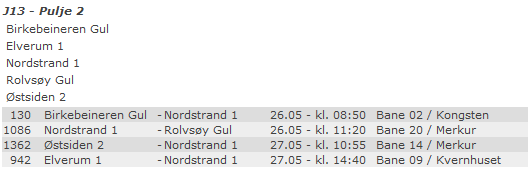 J13 - Pulje 2
Birkebeineren Gul
Elverum 1
Nordstrand 1
Rolvsøy Gul
Østsiden 2
130 Birkebeineren Gul - Nordstrand 1 26.05 - kl. 08:50 Bane 02 / Kongsten
1086 Nordstrand 1 - Rolvsøy Gul 26.05 - kl. 11:20 Bane 20 / Merkur
1362 Østsiden 2 - Nordstrand 1 27.05 - kl. 10:55 Bane 14 / Merkur
942 Elverum 1 - Nordstrand 1 27.05 - kl. 14:40 Bane 09 / Kvernhuset